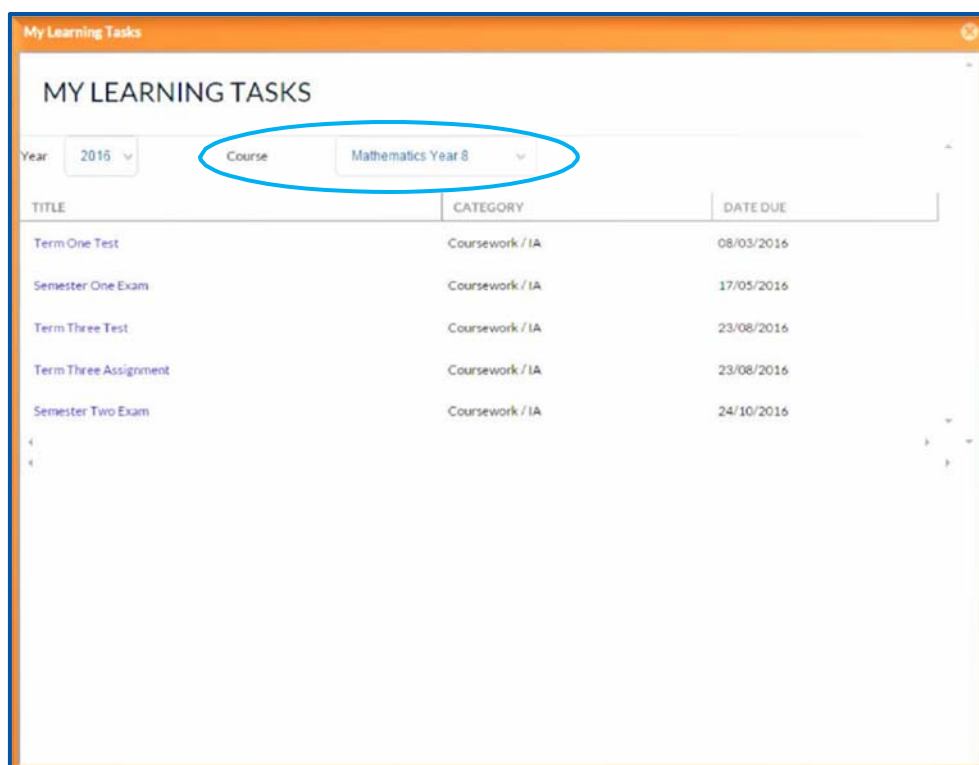 My Learning Tasks
MY LEARNING TASKS
Year 2016 Course Mathematics Year 8
TITLE CATEGORY DATE DUE
Term One Test Coursework / IA 08/03/2016
Semester One Exam Coursework / IA 17/05/2016
Term Three Test Coursework / IA 23/08/2016
Term Three Assignment Coursework / IA 23/08/2016
Semester Two Exam Coursework / IA 24/10/2016